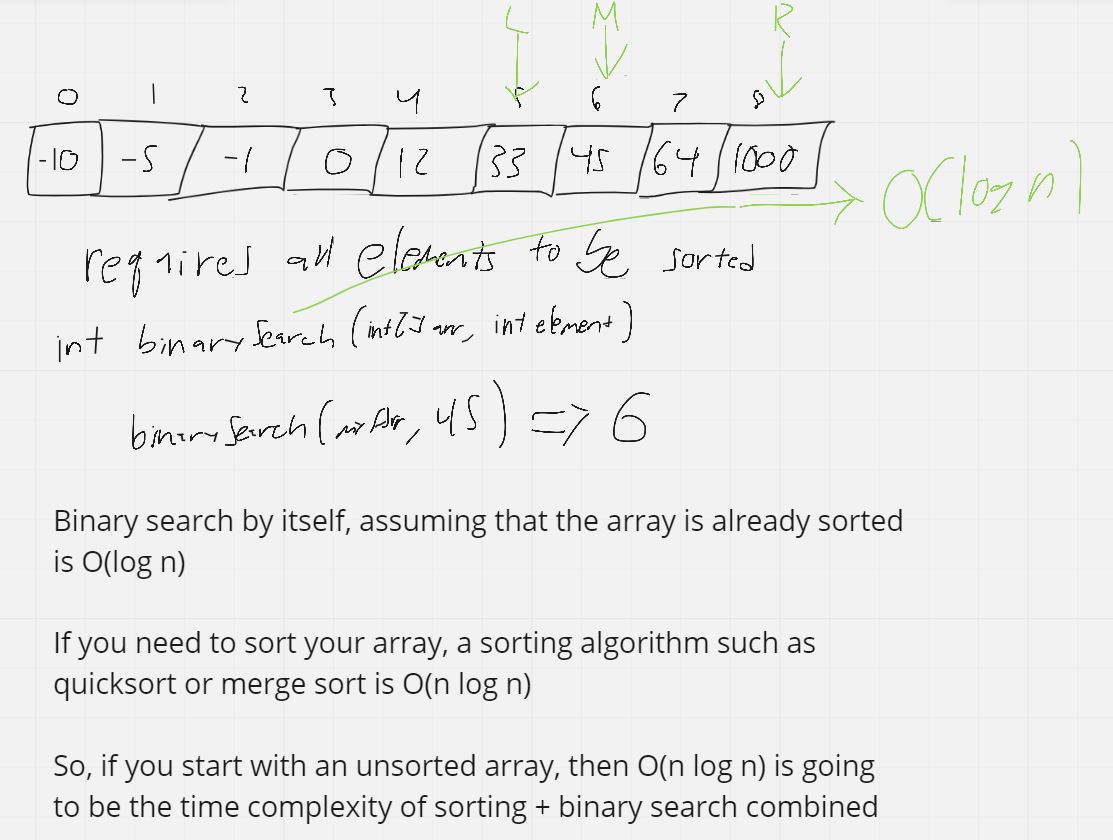 L M R
0 1 2 3 4 5 6 7 8
-10 -5 -1 0 12 33 45 64 1000
O(log n)
requires all elements to be sorted
int binarySearch (int[] arr, int element)
binarySearch (myArr, 45) => 6
Binary search by itself, assuming that the array is already sorted
is O(log n)
If you need to sort your array, a sorting algorithm such as
quicksort or merge sort is O(n log n)
So, if you start with an unsorted array, then O(n log n) is going
to be the time complexity of sorting + binary search combined